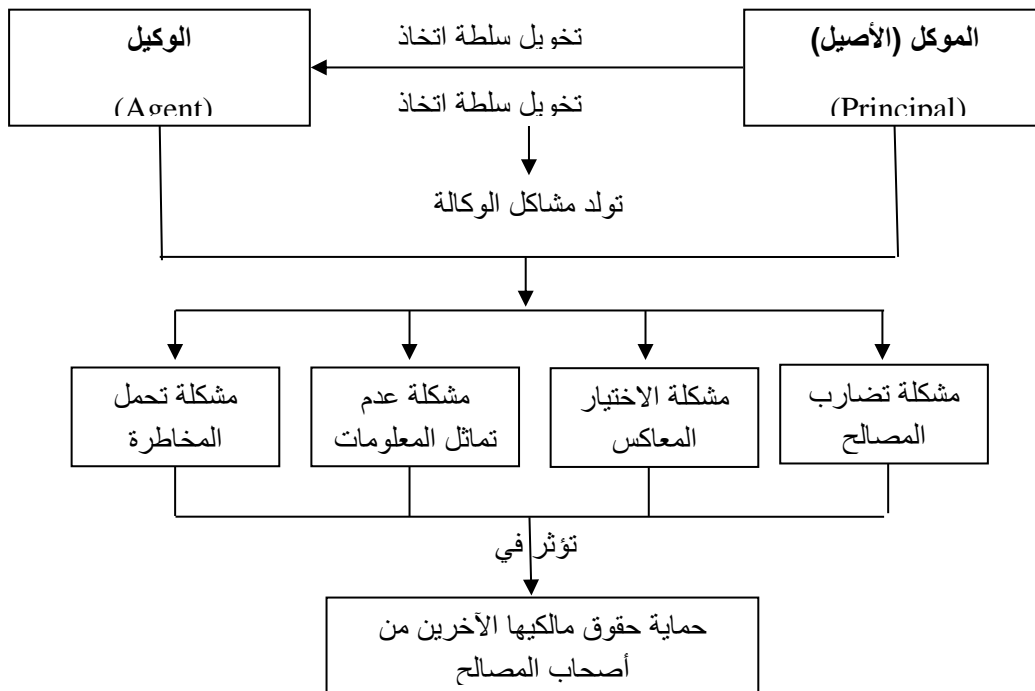 الموكل (الأصيل)
(Principal)
تخويل سلطة اتخاذ
تخويل سلطة اتخاذ
الوكيل
(Agent)
تولد مشاكل الوكالة
مشكلة تضارب
المصالح
مشكلة الاختيار
المعاكس
مشكلة عدم
تماثل المعلومات
مشكلة تحمل
المخاطرة
تؤثر في
حماية حقوق مالكيها الآخرين من
أصحاب المصالح